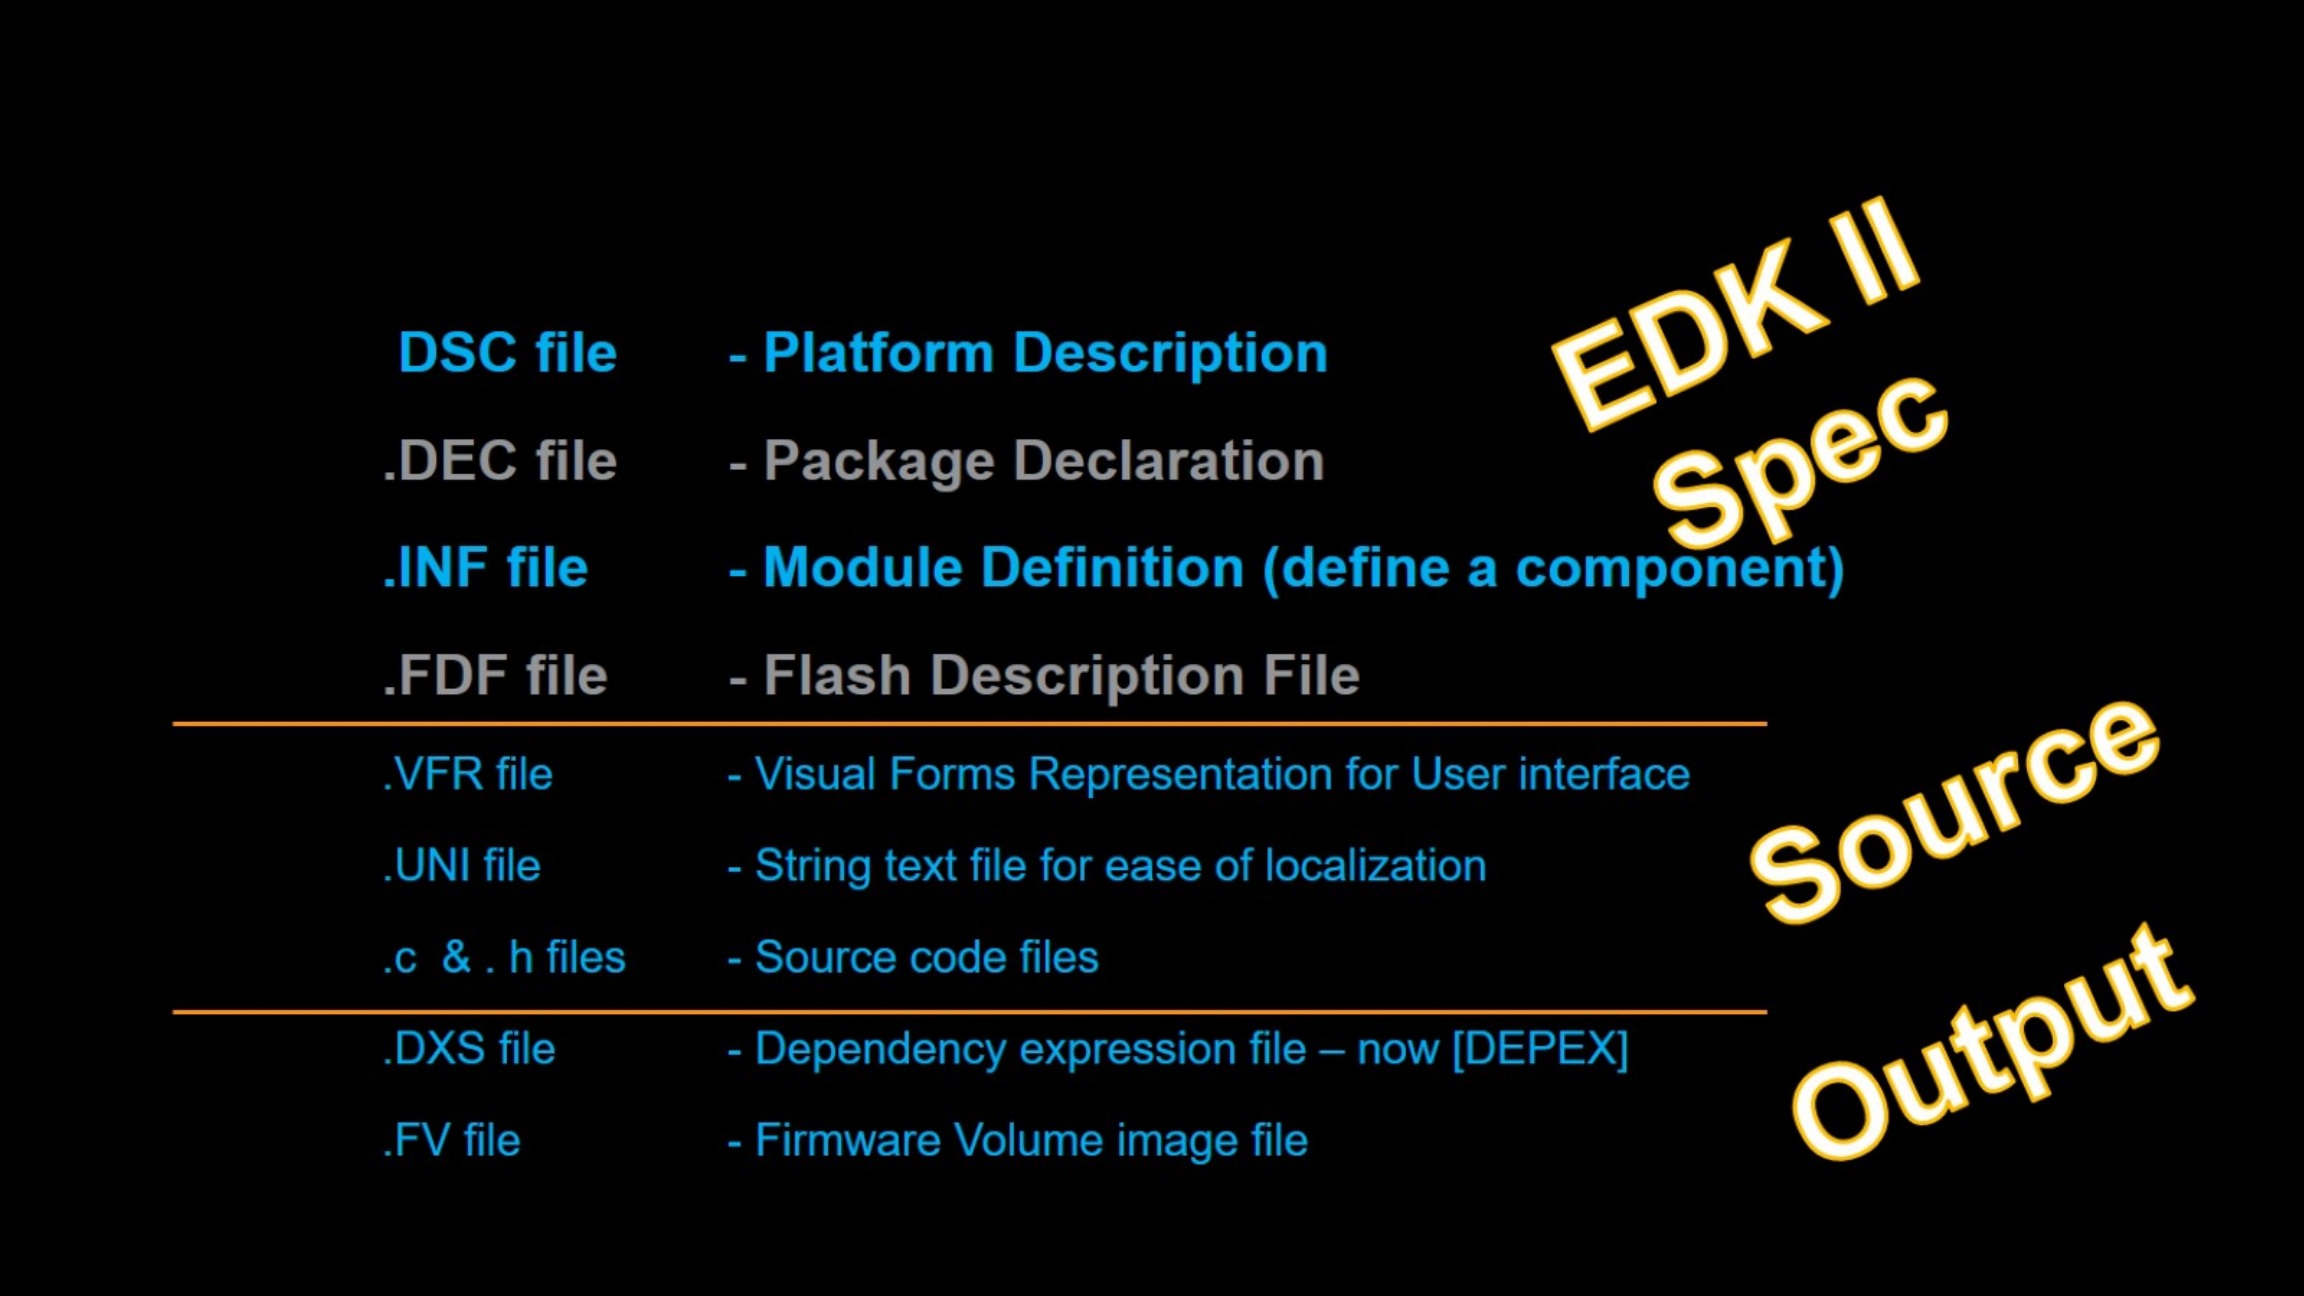 DSC file - Platform Description
.DEC file - Package Declaration
.INF file - Module Definition (define a component)
.FDF file - Flash Description File
EDK II
Spec
.VFR file - Visual Forms Representation for User interface
.UNI file - String text file for ease of localization
.c & . h files - Source code files
Source
.DXS file - Dependency expression file – now [DEPEX]
.FV file - Firmware Volume image file
Output